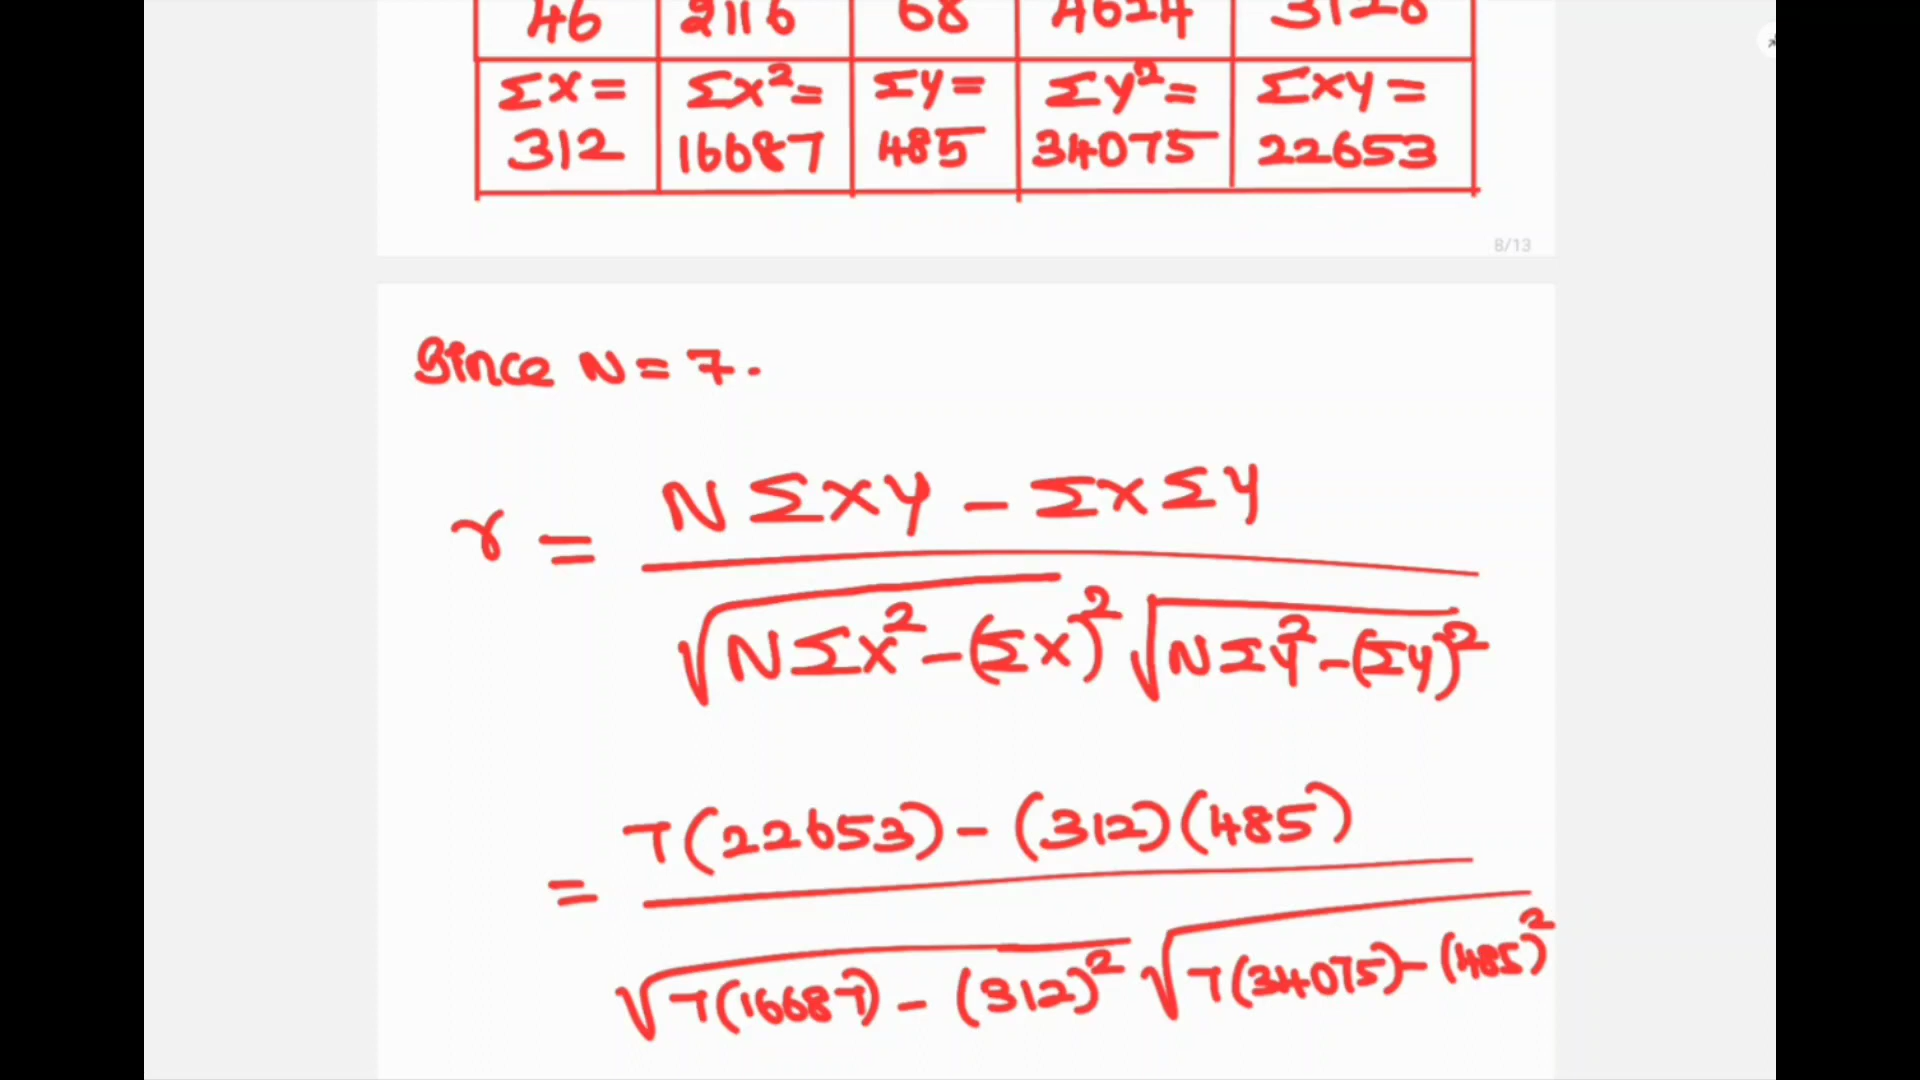 46 2116 68 4624 3128
Σx = Σx²= Σy = Σy²= Σxy =
312 16687 485 34075 22653
8/13
Since N = 7.
r = NΣxy - ΣxΣy
√NΣx²-(Σx)² √NΣy²-(Σy)²
= 7(22653) - (312)(485)
√7(16687) - (312)² √7(34075) - (485)²